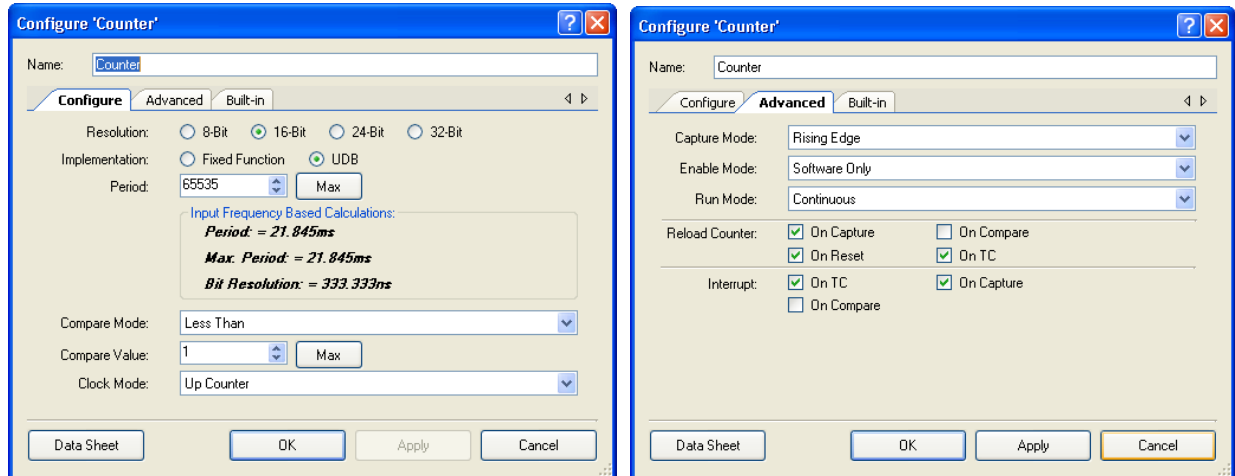 Configure 'Counter'
Name: Counter
Configure Advanced Built-in
Resolution: 8-Bit 16-Bit 24-Bit 32-Bit
Implementation: Fixed Function UDB
Period: 65535 Max
Input Frequency Based Calculations:
Period: = 21.845ms
Max. Period: = 21.845ms
Bit Resolution: = 333.333ns
Compare Mode: Less Than
Compare Value: 1 Max
Clock Mode: Up Counter
Data Sheet OK Apply Cancel
Configure 'Counter'
Name: Counter
Configure Advanced Built-in
Capture Mode: Rising Edge
Enable Mode: Software Only
Run Mode: Continuous
Reload Counter: On Capture On Compare
On Reset On TC
Interrupt: On TC On Capture
On Compare
Data Sheet OK Apply Cancel